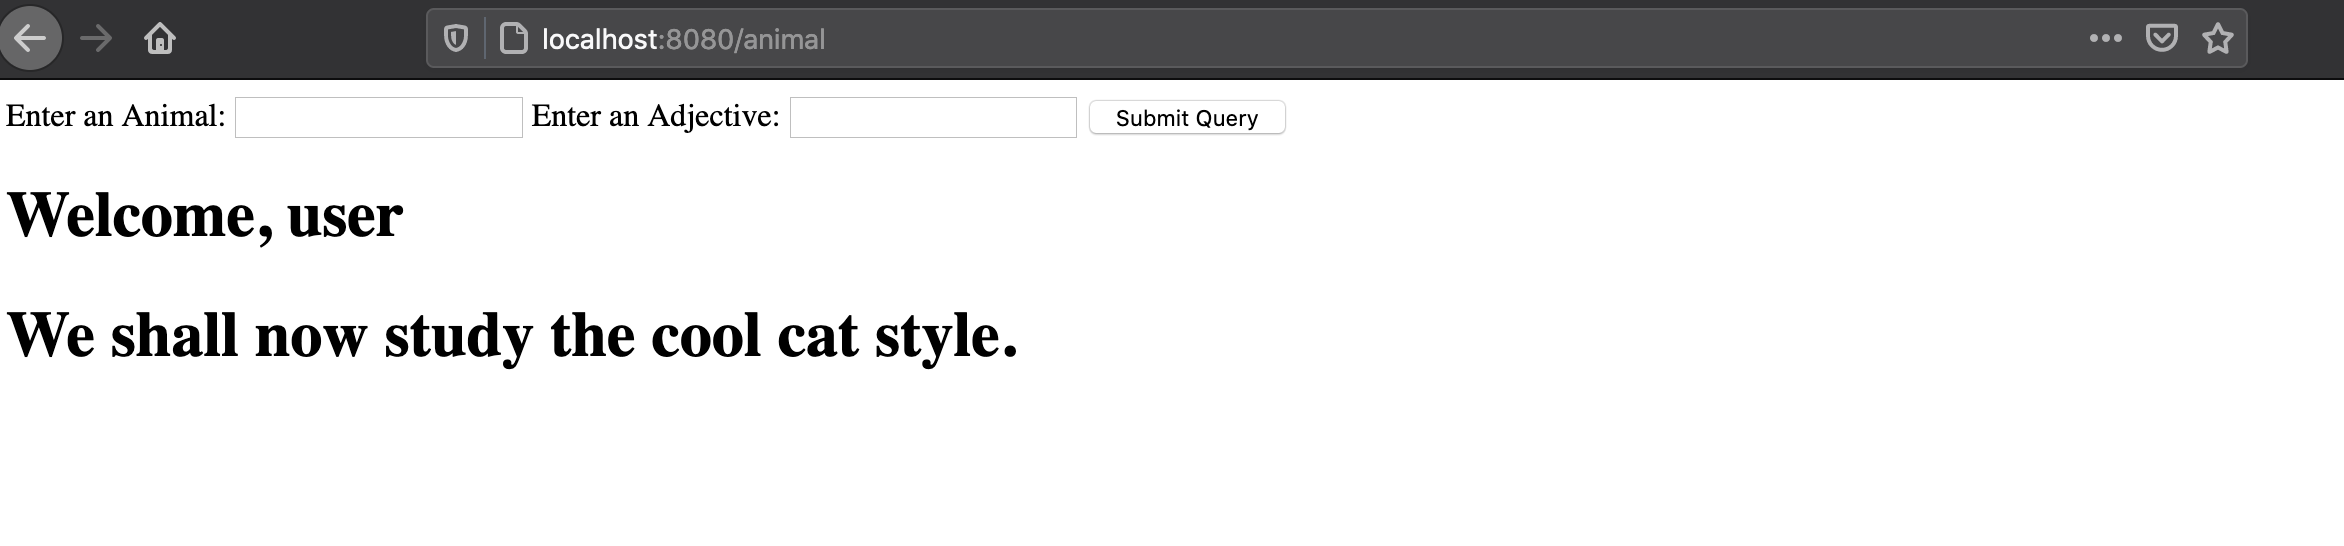 localhost:8080/animal
Enter an Animal: Enter an Adjective: Submit Query
Welcome, user
We shall now study the cool cat style.